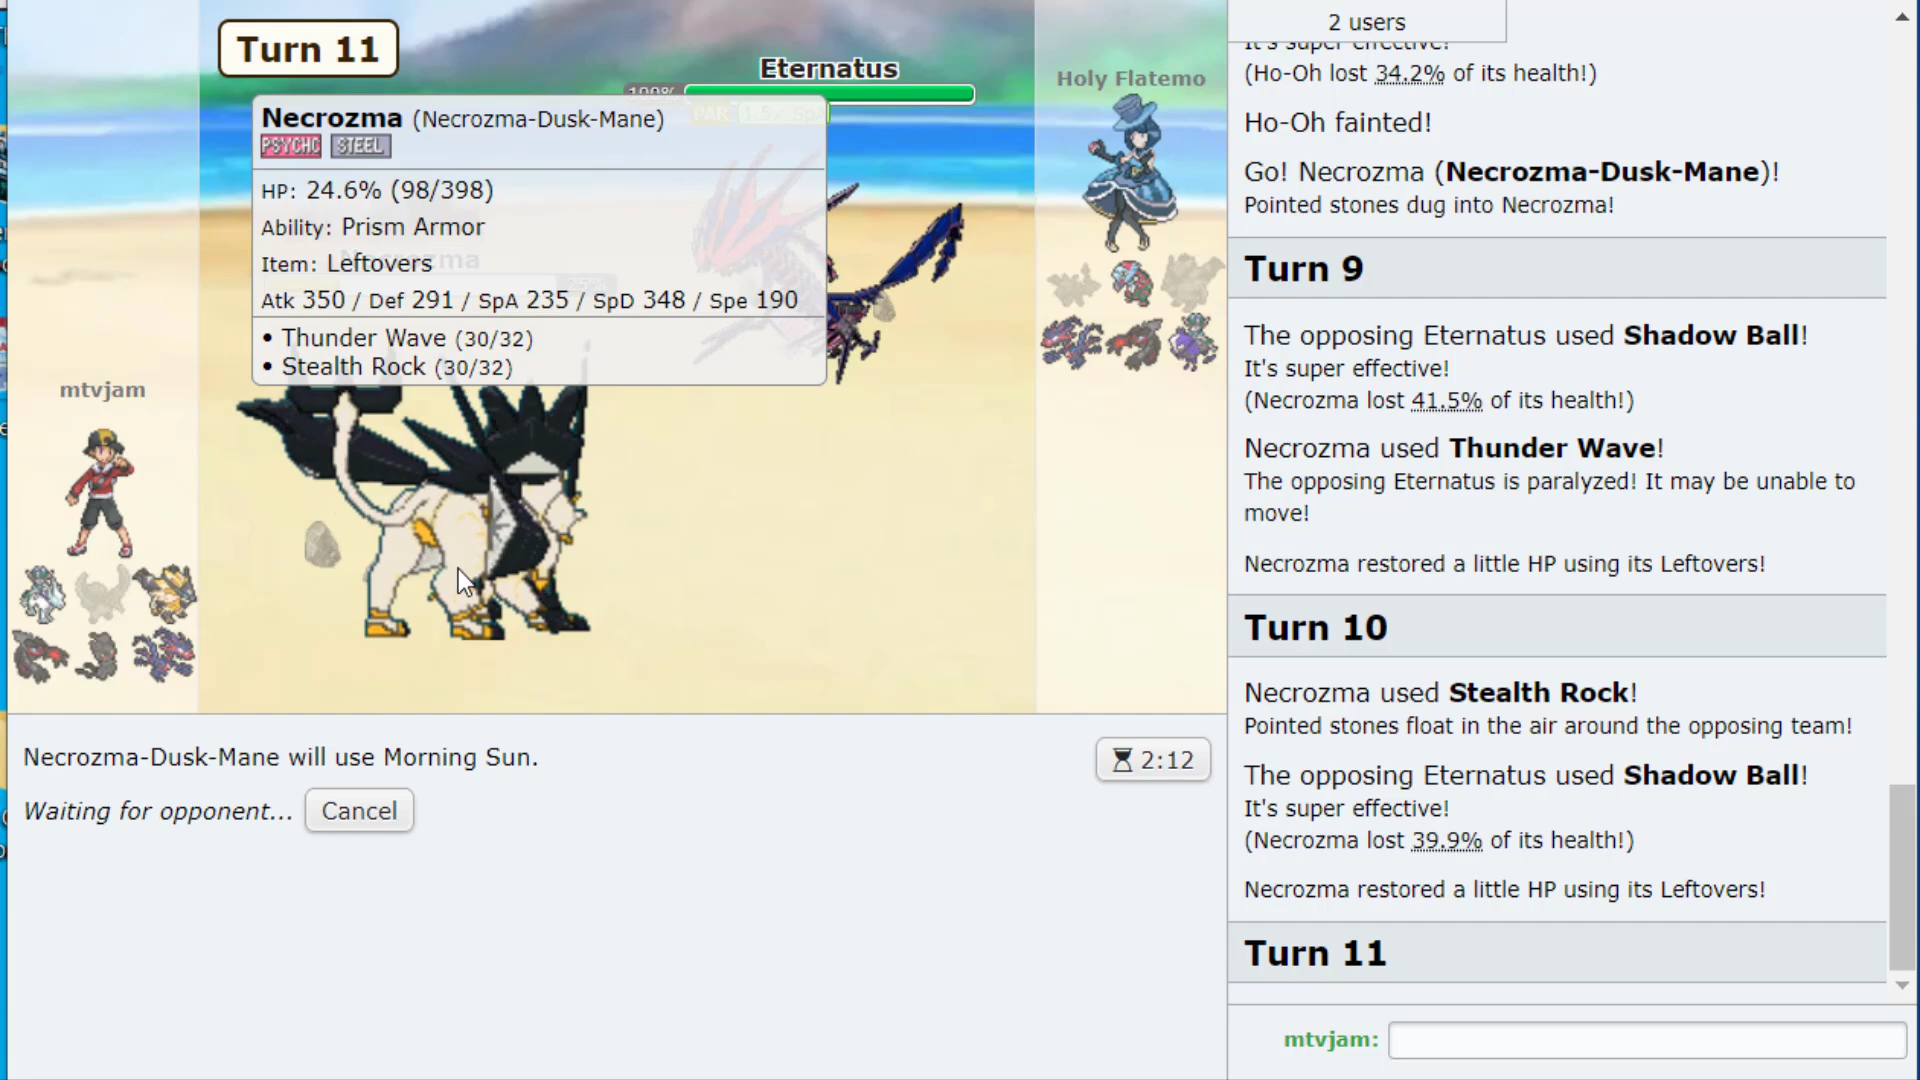 Turn 11
Eternatus
100%
PAR
Necrozma (Necrozma-Dusk-Mane)
PSYCHC STEEL
HP: 24.6% (98/398)
Ability: Prism Armor
Item: Leftovers
Atk 350 / Def 291 / SpA 235 / SpD 348 / Spe 190
• Thunder Wave (30/32)
• Stealth Rock (30/32)
mtvjam
Holy Flatemo
Necrozma-Dusk-Mane will use Morning Sun.
2:12
Waiting for opponent... Cancel
2 users
It's super effective!
(Ho-Oh lost 34.2% of its health!)
Ho-Oh fainted!
Go! Necrozma (Necrozma-Dusk-Mane)!
Pointed stones dug into Necrozma!
Turn 9
The opposing Eternatus used Shadow Ball!
It's super effective!
(Necrozma lost 41.5% of its health!)
Necrozma used Thunder Wave!
The opposing Eternatus is paralyzed! It may be unable to
move!
Necrozma restored a little HP using its Leftovers!
Turn 10
Necrozma used Stealth Rock!
Pointed stones float in the air around the opposing team!
The opposing Eternatus used Shadow Ball!
It's super effective!
(Necrozma lost 39.9% of its health!)
Necrozma restored a little HP using its Leftovers!
Turn 11
mtvjam: